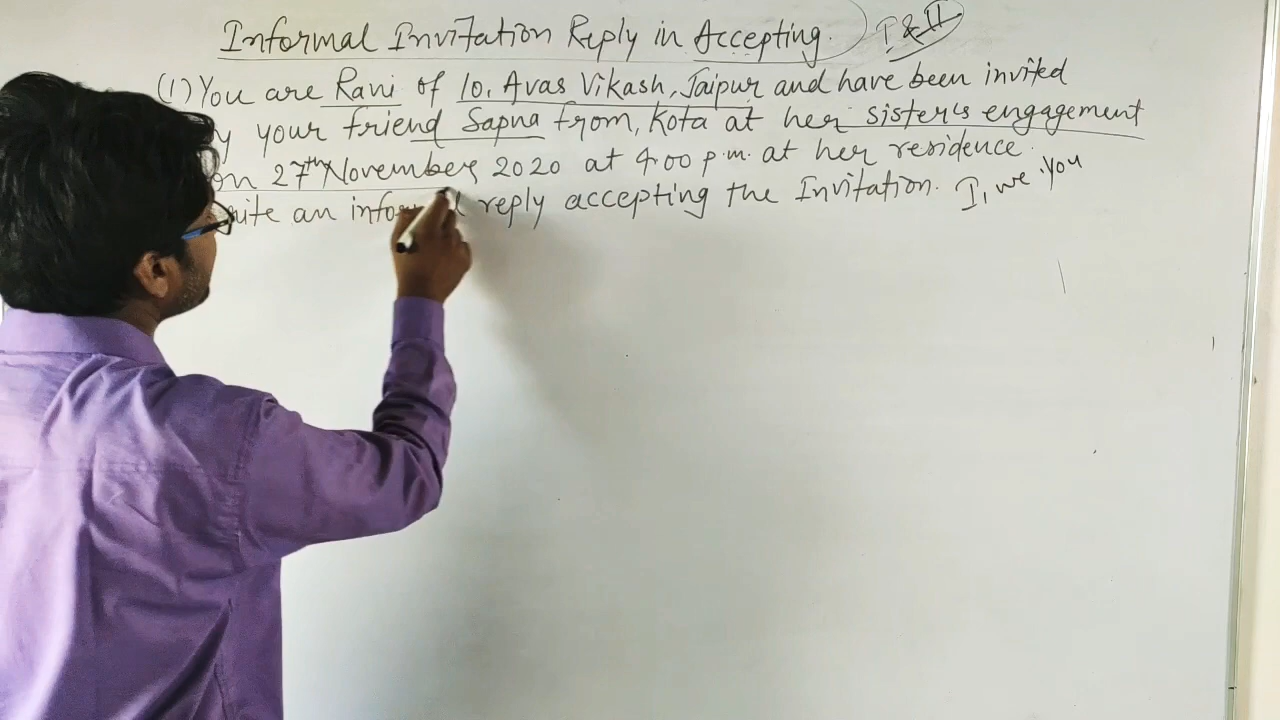 Informal Invitation Reply in Accepting. I & II
(1) You are Ravi of 10, Avas Vikash, Jaipur and have been invited
y your friend Sapna from, Kota at her sister's engagement
on 27th November, 2020 at 4.00 p.m. at her residence.
rite an info l reply accepting the Invitation. I, we, you